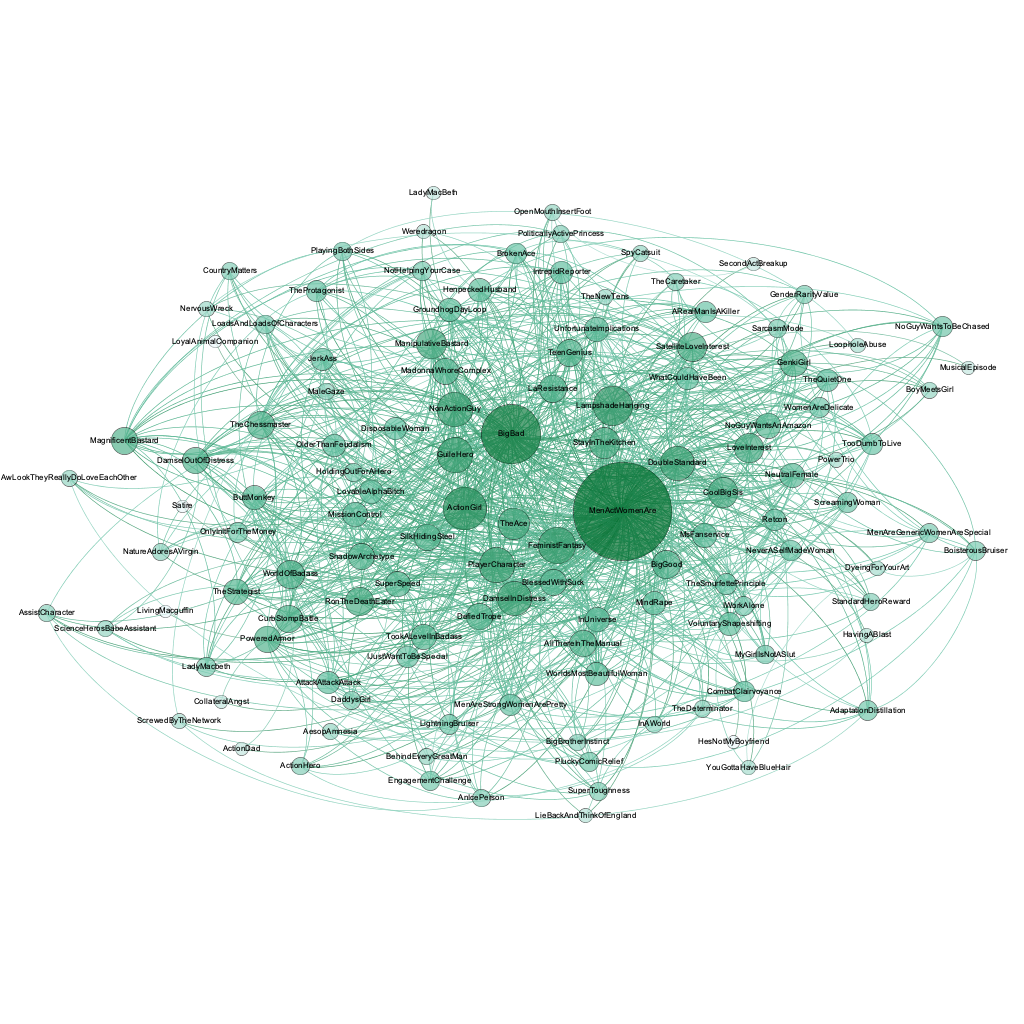 LadyMacBeth
OpenMouthInsertFoot
Weredragon
PoliticallyActivePrincess
PlayingBothSides
BrokenAce
SpyCatsuit
SecondActBreakup
CountryMatters
NotHelpingYourCase
IntrepidReporter
TheCaretaker
TheProtagonist
HenpeckedHusband
TheNewTens
GenderRarityValue
NervousWreck
GroundhogDayLoop
ARealManIsAKiller
LoadsAndLoadsOfCharacters
UnfortunateImplications
SarcasmMode
NoGuyWantsToBeChased
LoyalAnimalCompanion
ManipulativeBastard
TeenGenius
SatelliteLoveInterest
LoopholeAbuse
JerkAss
MadonnaWhoreComplex
GenkiGirl
MusicalEpisode
WhatCouldHaveBeen
TheQuietOne
MaleGaze
LaResistance
BoyMeetsGirl
NonActionGuy
LampshadeHanging
WomenAreDelicate
TheChessmaster
DisposableWoman
NoGuyWantsAnAmazon
BigBad
MagnificentBastard
OlderThanFeudalism
StayInTheKitchen
TooDumbToLive
LoveInterest
DamselOutOfDistress
GuileHero
DoubleStandard
PowerTrio
HoldingOutForAHero
NeutralFemale
AwLookTheyReallyDoLoveEachOther
LovableAlphaBitch
CoolBigSis
ButtMonkey
ScreamingWoman
Satire
ActionGirl
MenActWomenAre
MissionControl
TheAce
Retcon
OnlyInItForTheMoney
SilkHidingSteel
MsFanservice
MenAreGenericWomenAreSpecial
NatureAdoresAVirgin
ShadowArchetype
FeministFantasy
NeverASelfMadeWoman
BoisterousBruiser
PlayerCharacter
BigGood
DyeingForYourArt
WorldOfBadass
SuperSpeed
BlessedWithSuck
TheSmurfettePrinciple
TheStrategist
RonTheDeathEater
DamselInDistress
MindRape
IWorkAlone
StandardHeroReward
AssistCharacter
LivingMacguffin
CurbStompBattle
DefiedTrope
InUniverse
VoluntaryShapeshifting
ScienceHerosBabeAssistant
PoweredArmor
TookALevelInBadass
AllThereInTheManual
HavingABlast
IJustWantToBeSpecial
MyGirlIsNotASlut
LadyMacbeth
WorldsMostBeautifulWoman
AttackAttackAttack
CombatClairvoyance
CollateralAngst
DaddysGirl
MenAreStrongWomenArePretty
TheDeterminator
AdaptationDistillation
ScrewedByTheNetwork
AesopAmnesia
LightningBruiser
InAWorld
ActionDad
BigBrotherInstinct
HesNotMyBoyfriend
BehindEveryGreatMan
PluckyComicRelief
ActionHero
YouGottaHaveBlueHair
EngagementChallenge
SuperToughness
ANicePerson
LieBackAndThinkOfEngland